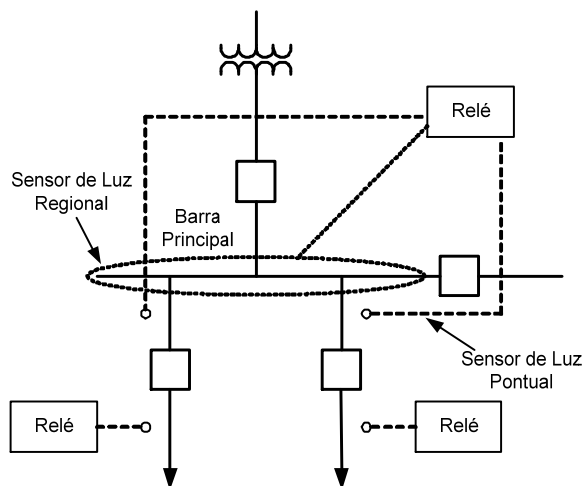 Relé
Sensor de Luz
Regional
Barra
Principal
Sensor de Luz
Pontual
Relé
Relé